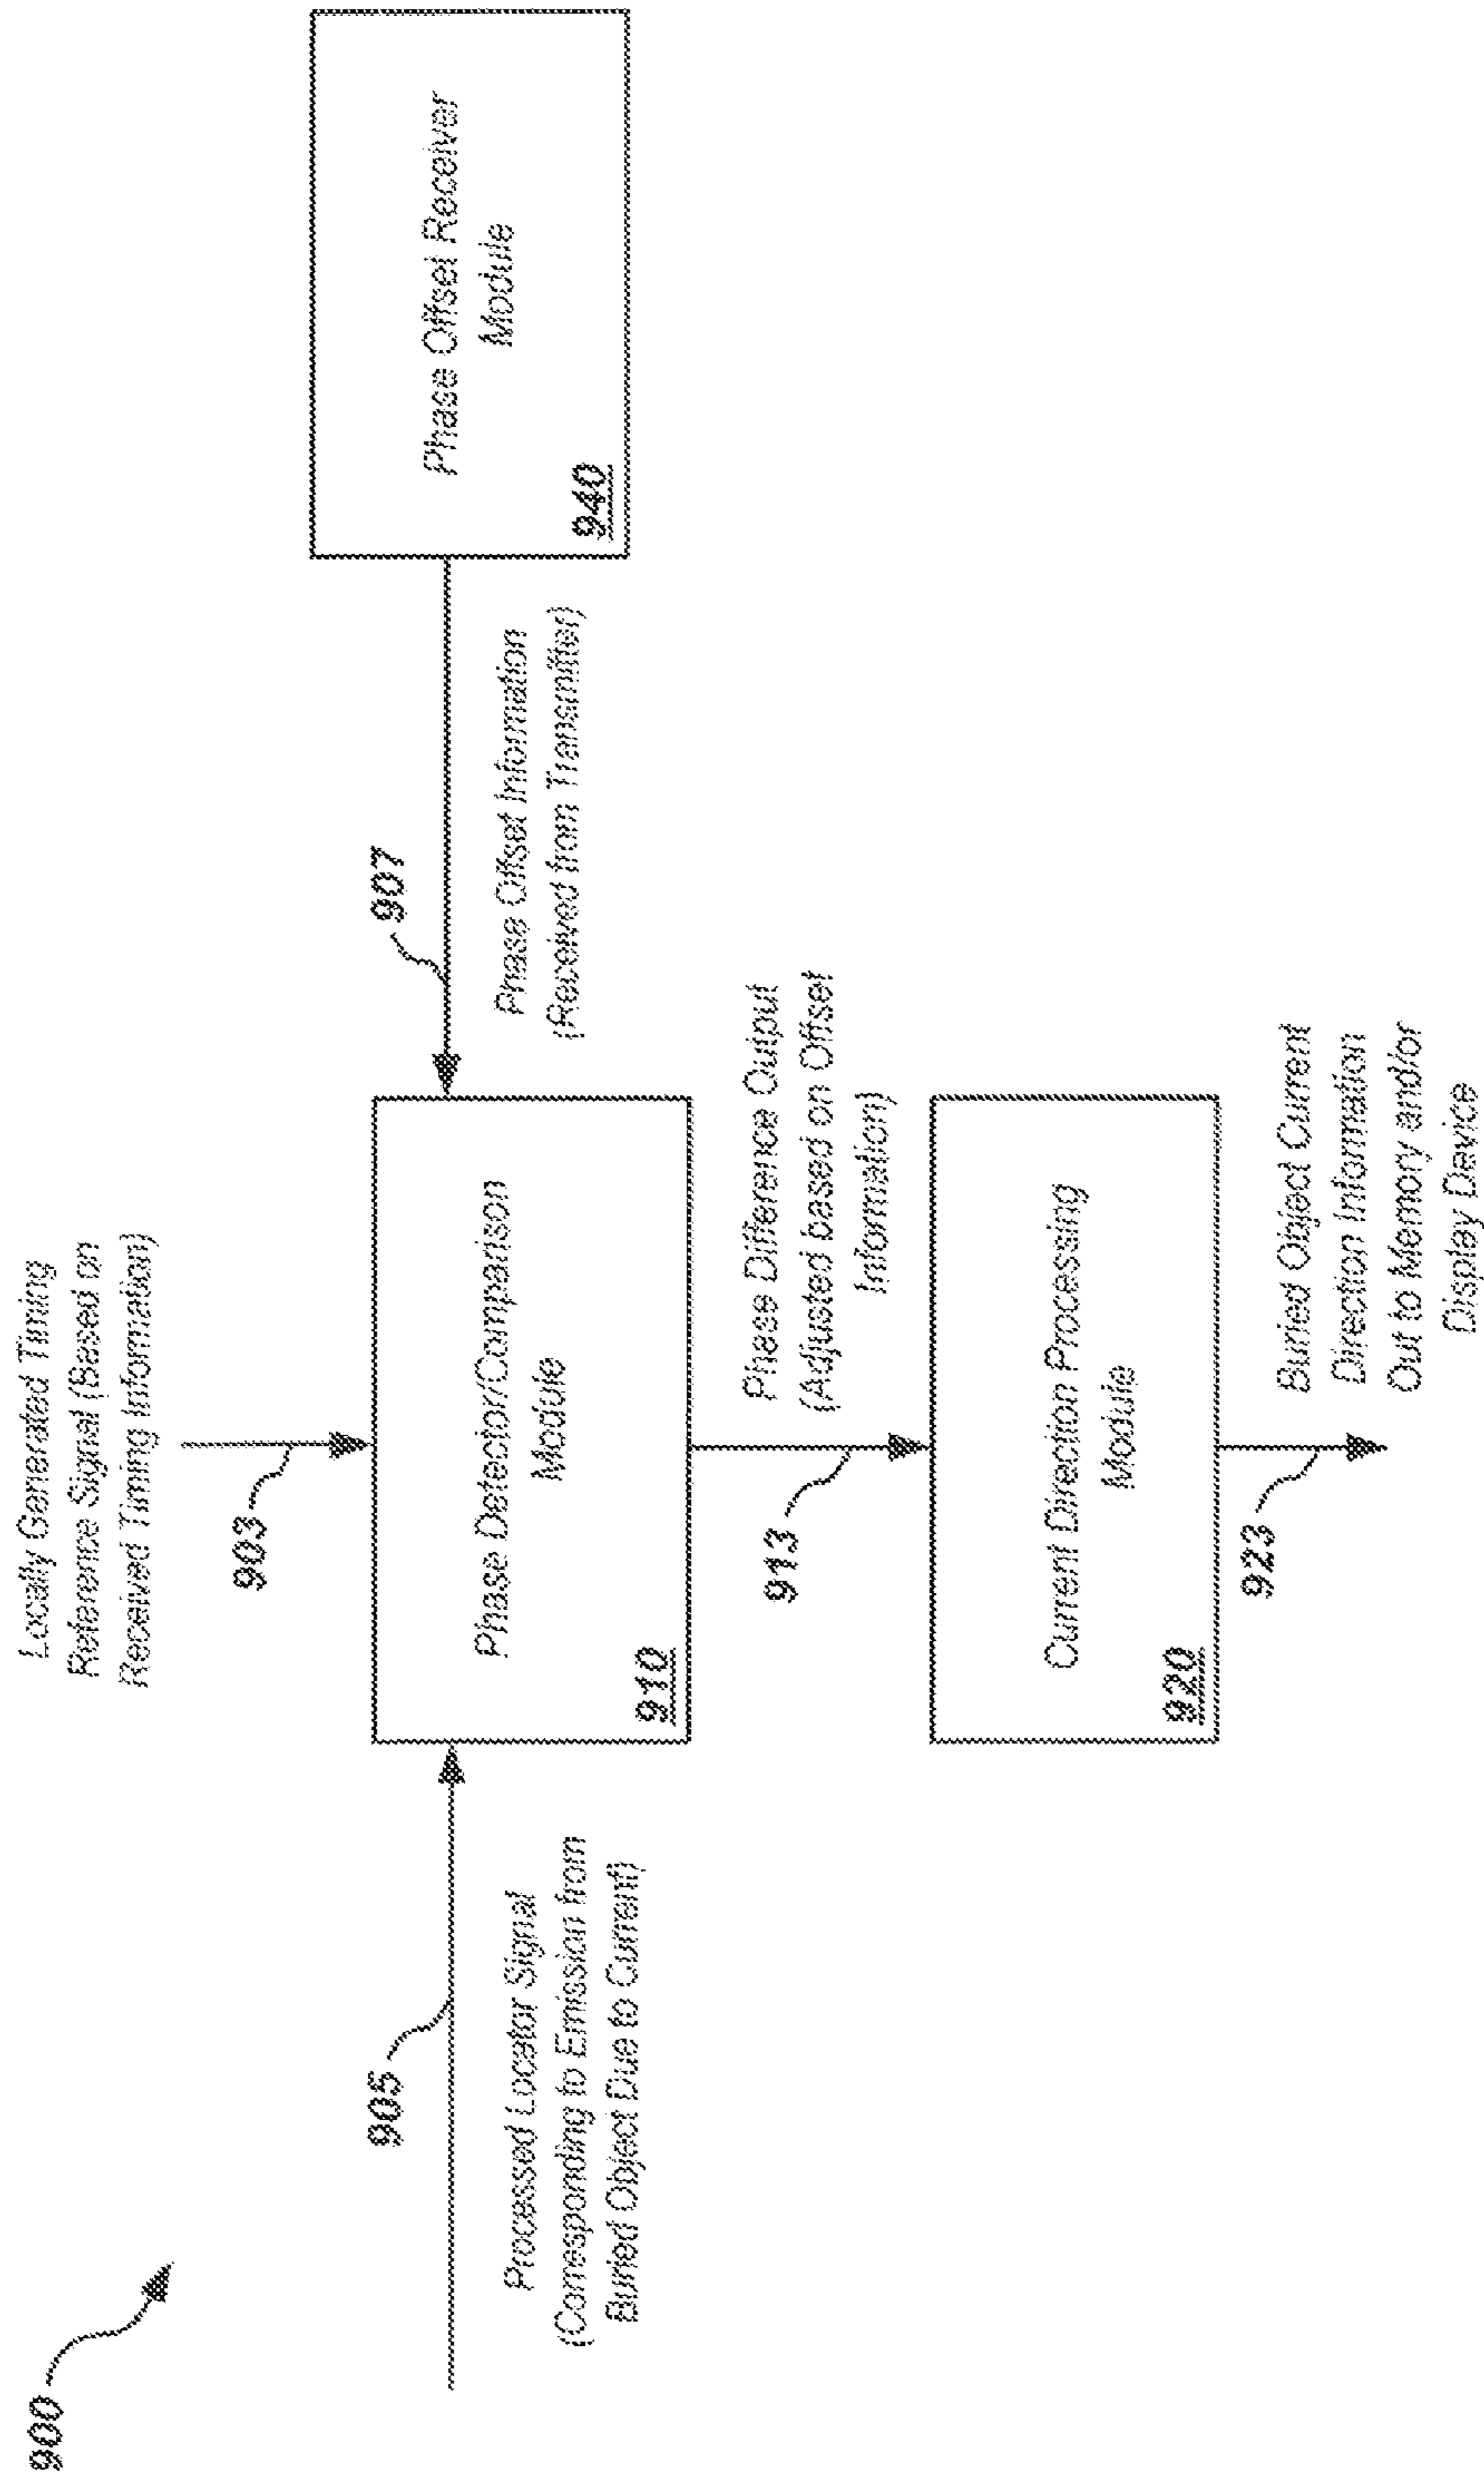 900
Locally Generated Timing
Reference Signal (Based on
Received Timing Information)
903
905
Processed Locator Signal
(Corresponding to Emission from
Buried Object Due to Current)
Phase Detector/Comparison
Module
910
907
Phase Offset Information
(Received from Transmitter)
Phase Offset Receiver
Module
940
913
Phase Difference Output
(Adjusted based on Offset
Information)
Current Direction Processing
Module
920
923
Buried Object Current
Direction Information
Out to Memory and/or
Display Device